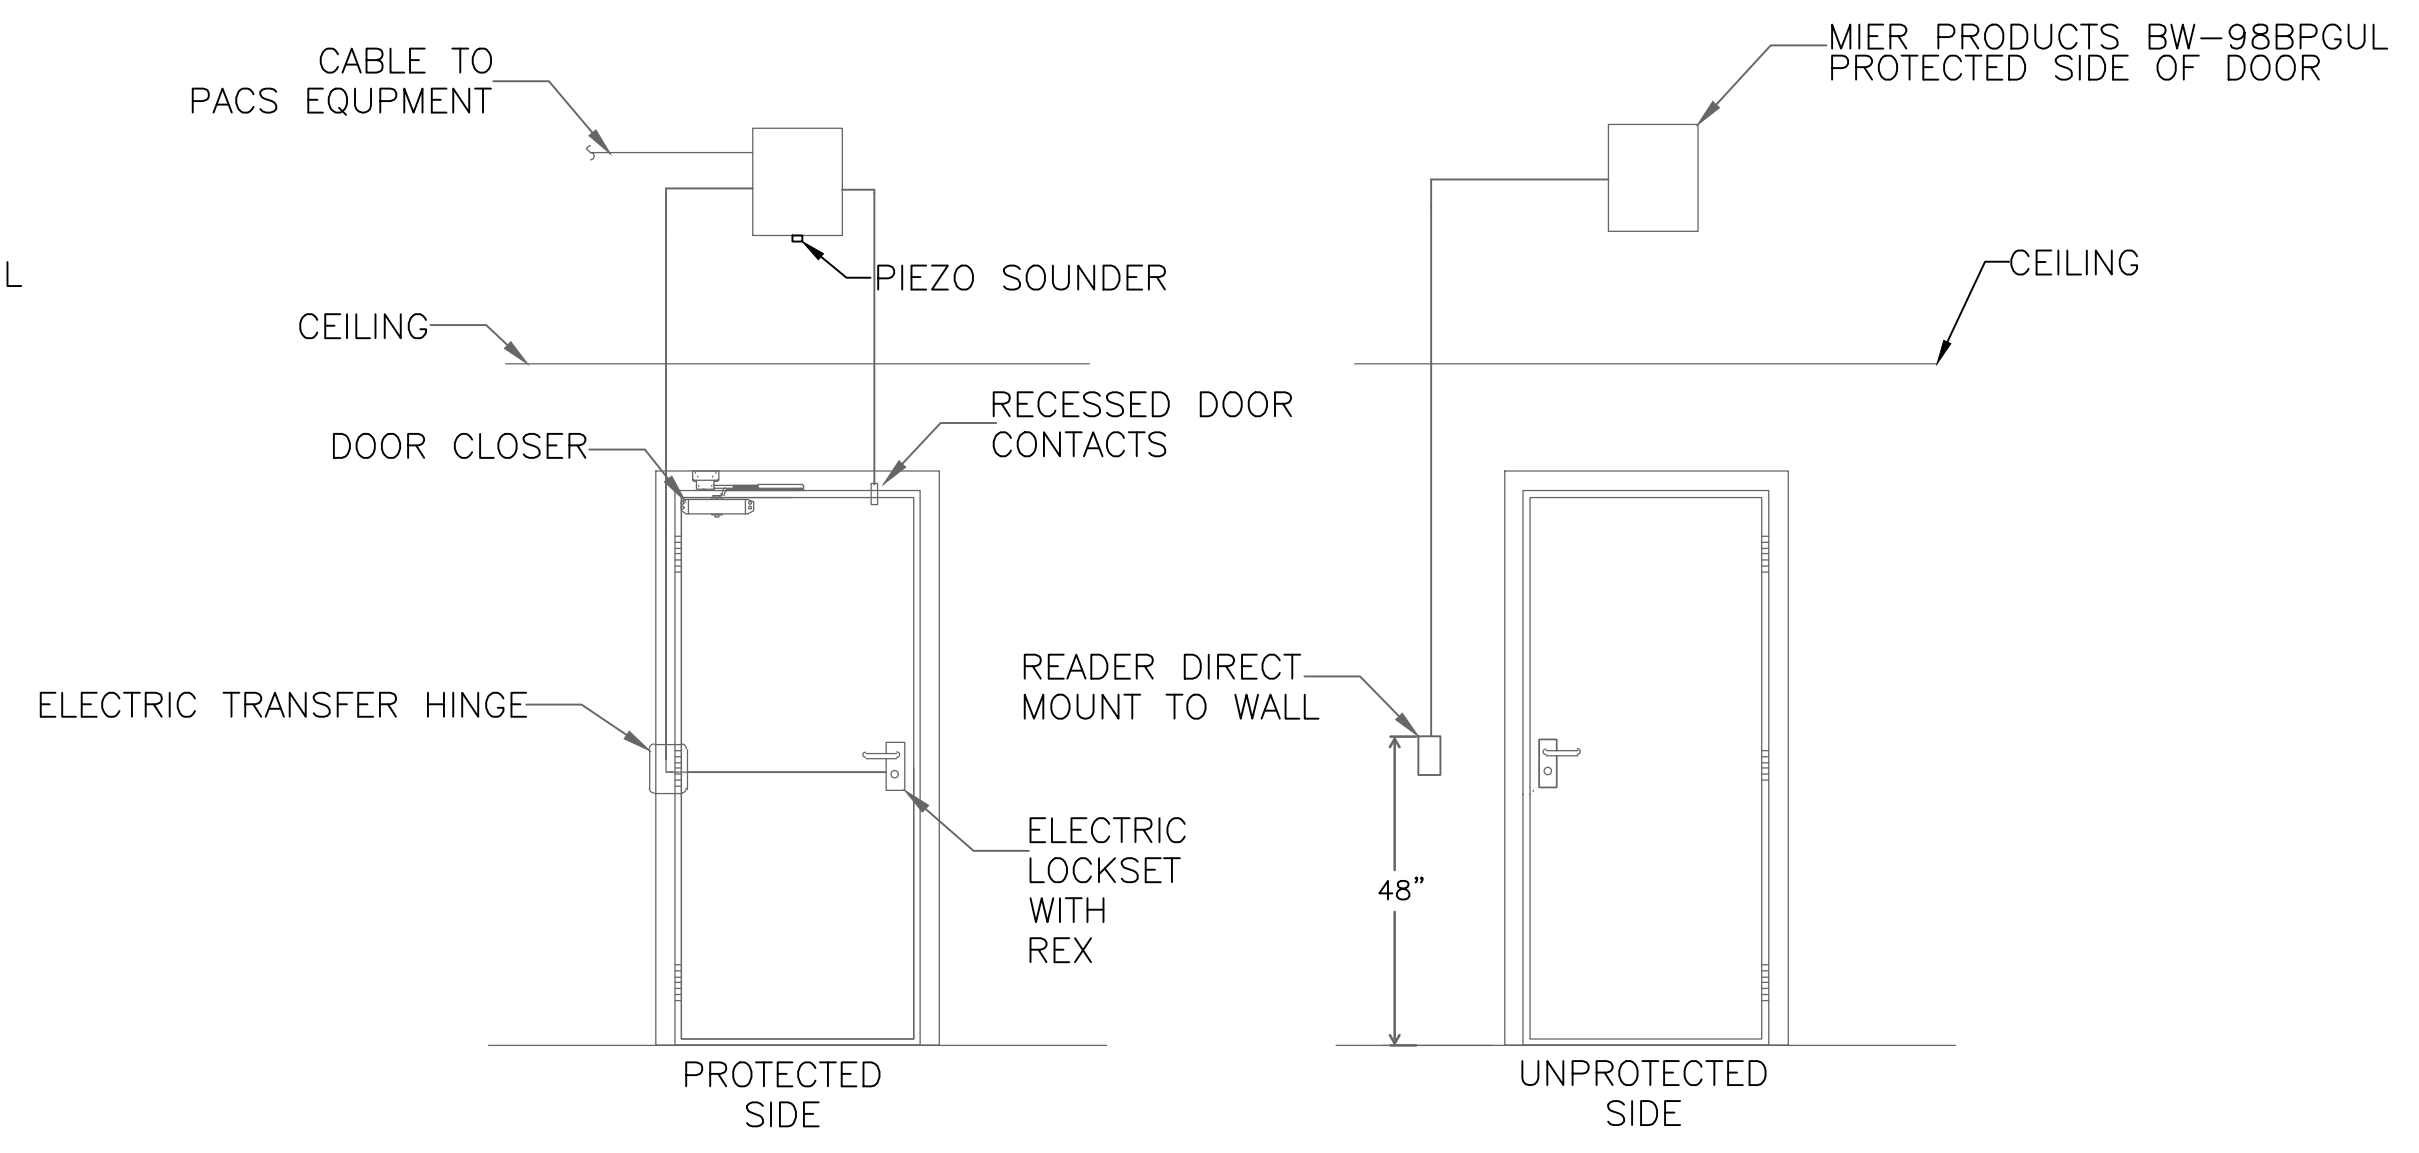 CABLE TO
PACS EQUPMENT
MIER PRODUCTS BW-98BPGUL
PROTECTED SIDE OF DOOR
L
PIEZO SOUNDER
CEILING
CEILING
RECESSED DOOR
CONTACTS
DOOR CLOSER
ELECTRIC TRANSFER HINGE
READER DIRECT
MOUNT TO WALL
ELECTRIC
LOCKSET
WITH
REX
48”
PROTECTED
SIDE
UNPROTECTED
SIDE